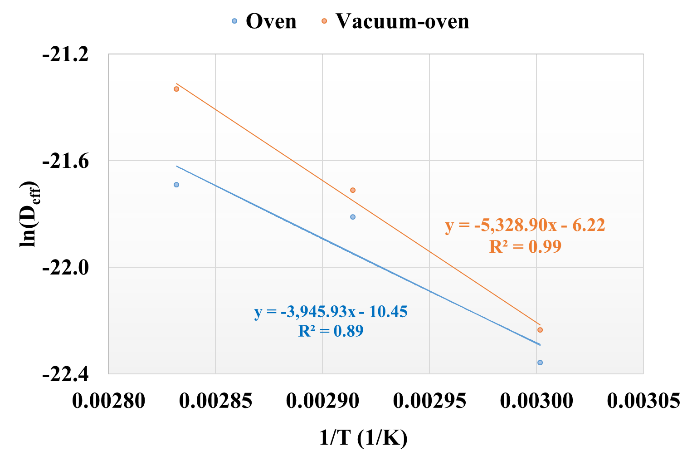 Oven Vacuum-oven
-21.2
-21.6
-22.0
-22.4
ln(Deff)
y = -5,328.90x - 6.22
R² = 0.99
y = -3,945.93x - 10.45
R² = 0.89
0.00280 0.00285 0.00290 0.00295 0.00300 0.00305
1/T (1/K)